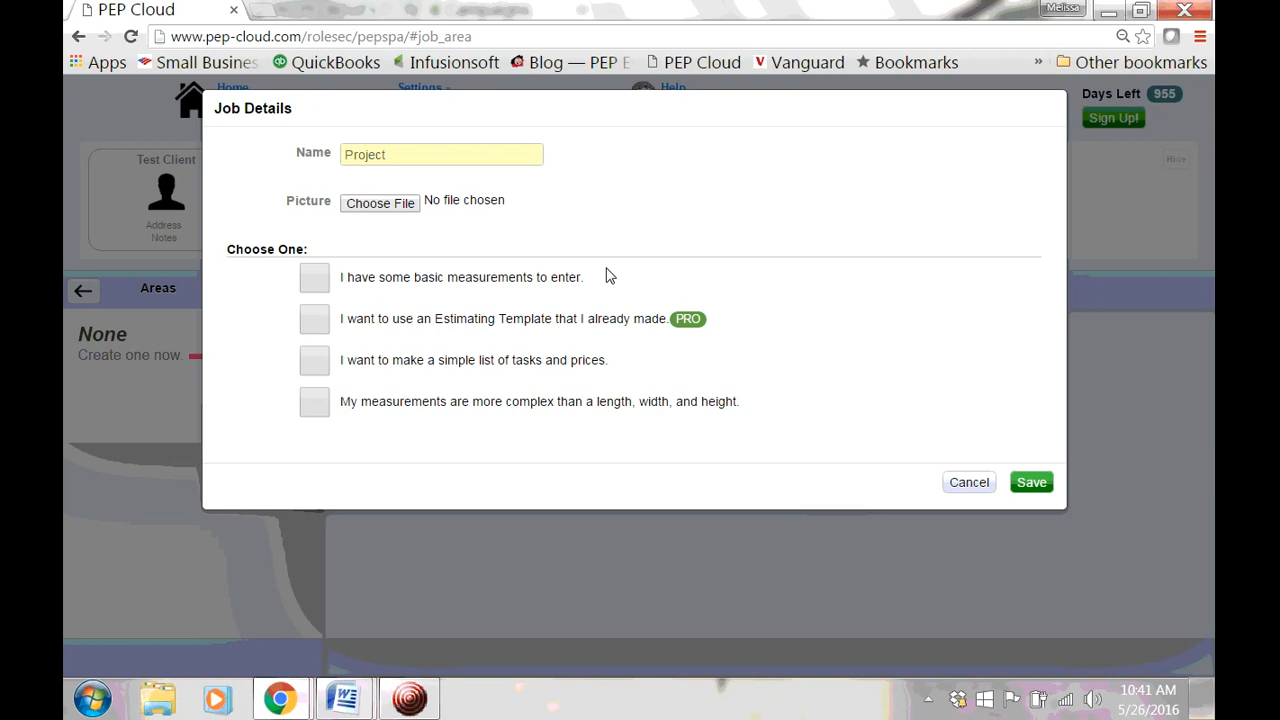 PEP Cloud
Melissa
www.pep-cloud.com/rolesec/pepspa/#job_area
Apps Small Busines QuickBooks Infusionsoft Blog — PEP E PEP Cloud Vanguard Bookmarks » Other bookmarks
Home Settings Help
Days Left 955
Sign Up!
Job Details
Name Project
Picture Choose File No file chosen
Choose One:
I have some basic measurements to enter.
I want to use an Estimating Template that I already made. PRO
I want to make a simple list of tasks and prices.
My measurements are more complex than a length, width, and height.
Cancel Save
Test Client
Address
Notes
Hide
Areas
None
Create one now.
10:41 AM
5/26/2016